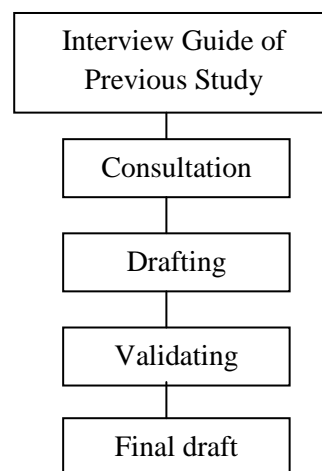 Interview Guide of
Previous Study
Consultation
Drafting
Validating
Final draft